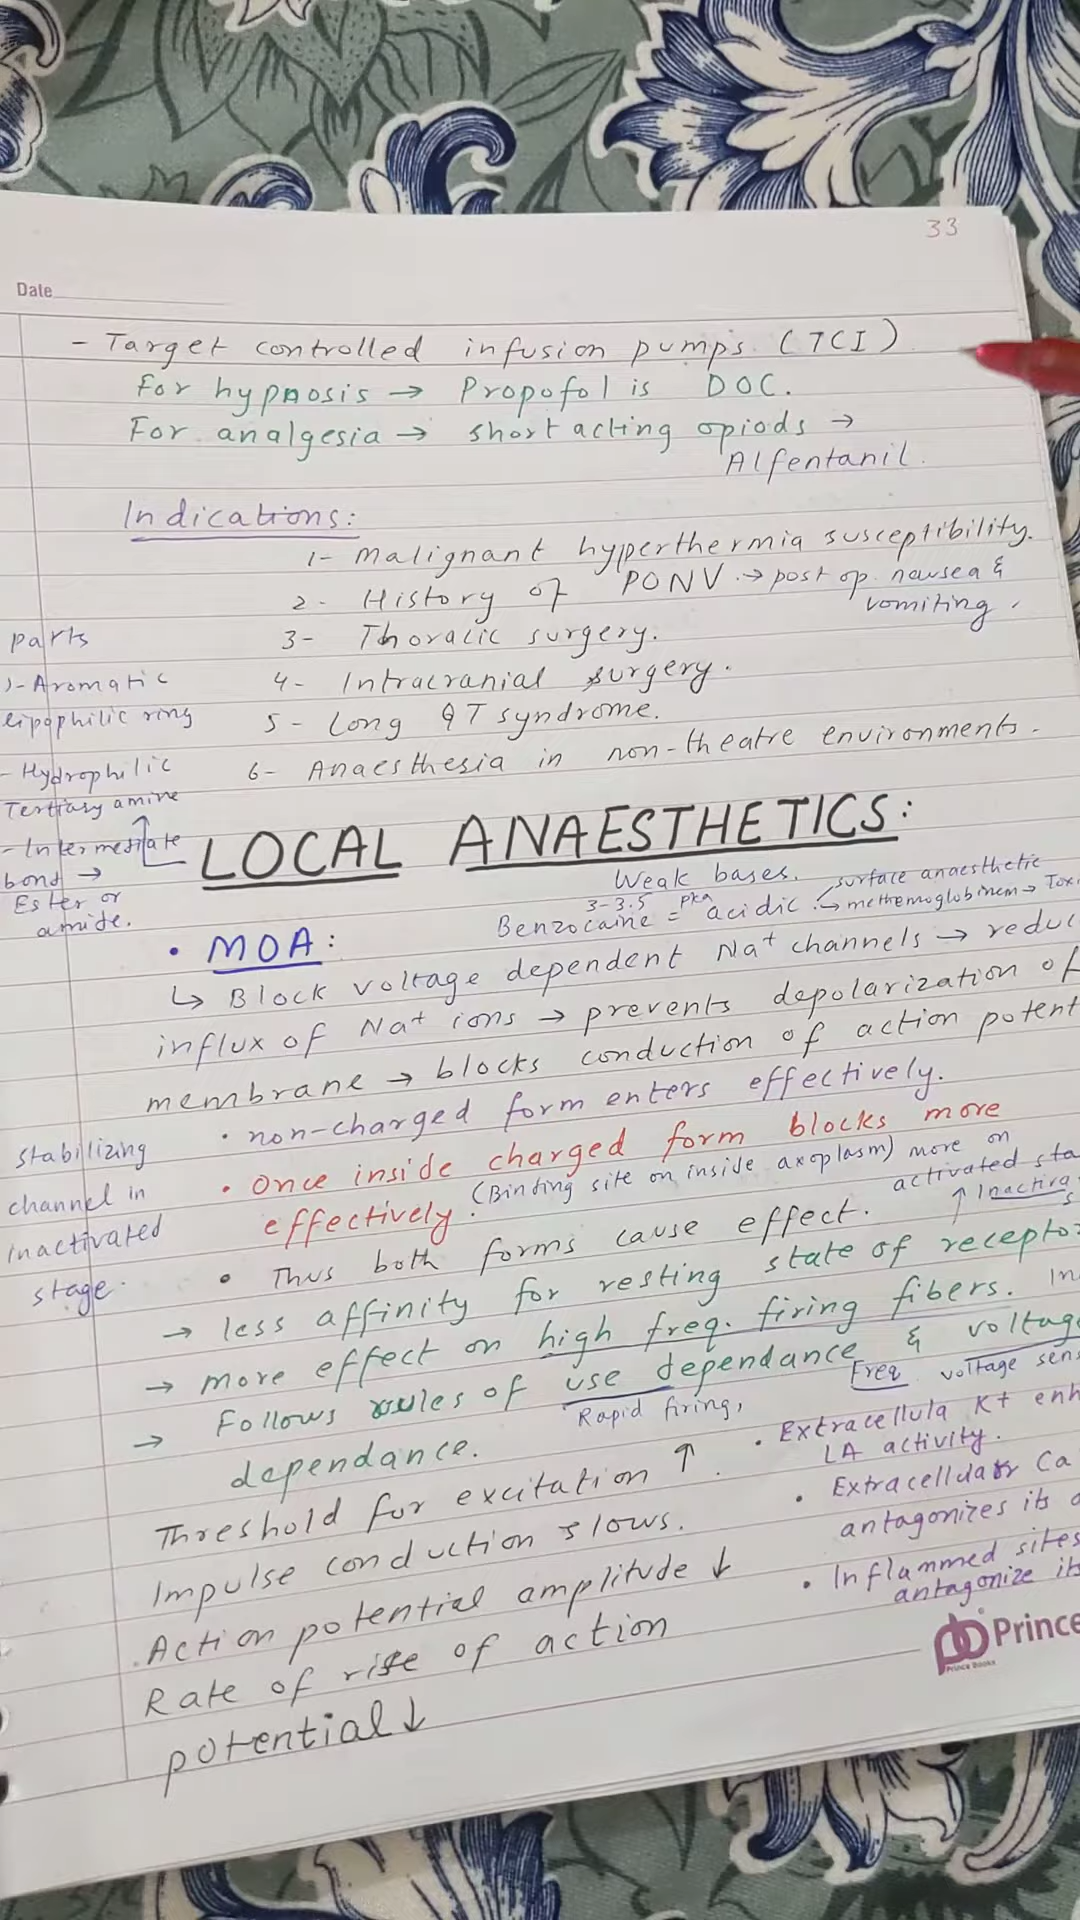 33
Date
- Target controlled infusion pumps (TCI)
For hypnosis → Propofol is DOC.
For analgesia → short acting opiods →
Alfentanil.
Indications:
1- Malignant hyperthermia susceptibility.
2- History of PONV → post op. nausea &
vomiting.
3- Thoracic surgery.
4- Intracranial surgery.
5- Long QT syndrome.
6- Anaesthesia in non-theatre environments.
parts
)- Aromatic
lipophilic ring
- Hydrophilic
Tertiary amine
- Intermediate
bond →
Ester or
amide.
LOCAL ANAESTHETICS:
Weak bases.
3-3.5 pka surface anaesthetic
Benzocaine = acidic. → methemoglobinem → Toxi
• MOA:
↳ Block voltage dependent Na+ channels → reduc
influx of Na+ ions → prevents depolarization of
membrane → blocks conduction of action potent
• non-charged form enters effectively.
• Once inside charged form blocks more
effectively. (Binding site on inside axoplasm) more on
activated sta
↑ Inactiva
s
• Thus both forms cause effect.
→ less affinity for resting state of recepto
→ more effect on high freq. firing fibers. In
→ Follows rules of use dependance & voltage
Rapid firing, Freq voltage sens
dependance.
stabilizing
channel in
inactivated
stage.
Threshold for excitation ↑.
Impulse conduction slows.
Action potential amplitude ↓
Rate of rise of action
potential ↓
• Extracellula K+ enh
LA activity.
• Extracellular Ca
antagonizes its a
• Inflammed sites
antagonize its
Prince
Prince Books